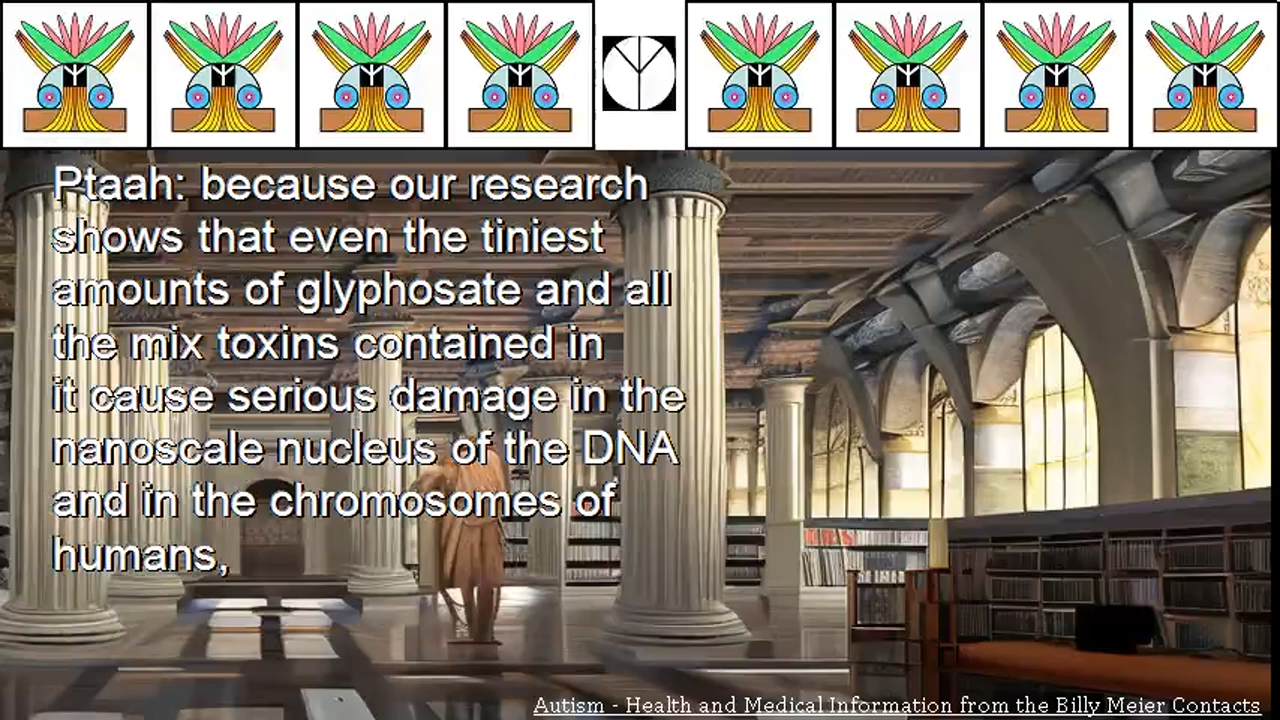 Ptaah: because our research
shows that even the tiniest
amounts of glyphosate and all
the mix toxins contained in
it cause serious damage in the
nanoscale nucleus of the DNA
and in the chromosomes of
humans,
Autism - Health and Medical Information from the Billy Meier Contacts